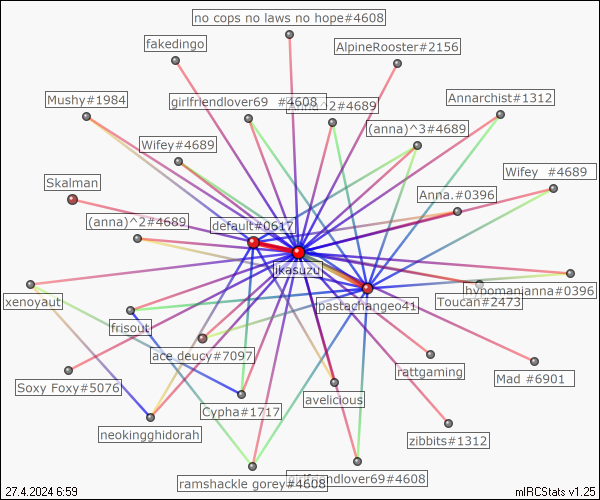 no cops no laws no hope#4608
fakedingo
AlpineRooster#2156
Mushy#1984
girlfriendlover69 #4608
^2#4689
Annarchist#1312
(anna)^3#4689
Wifey#4689
Wifey #4689
Skalman
Anna.#0396
(anna)^2#4689
default#0617
likasuzu
hypomanianna#0396
xenoyaut
pastachangeo41
Toucan#2473
frisout
ace deucy#7097
rattgaming
Soxy Foxy#5076
Mad #6901
avelicious
Cypha#1717
neokingghidorah
zibbits#1312
ramshackle gorey#4608
girlfriendlover69#4608
27.4.2024 6:59
mIRCStats v1.25